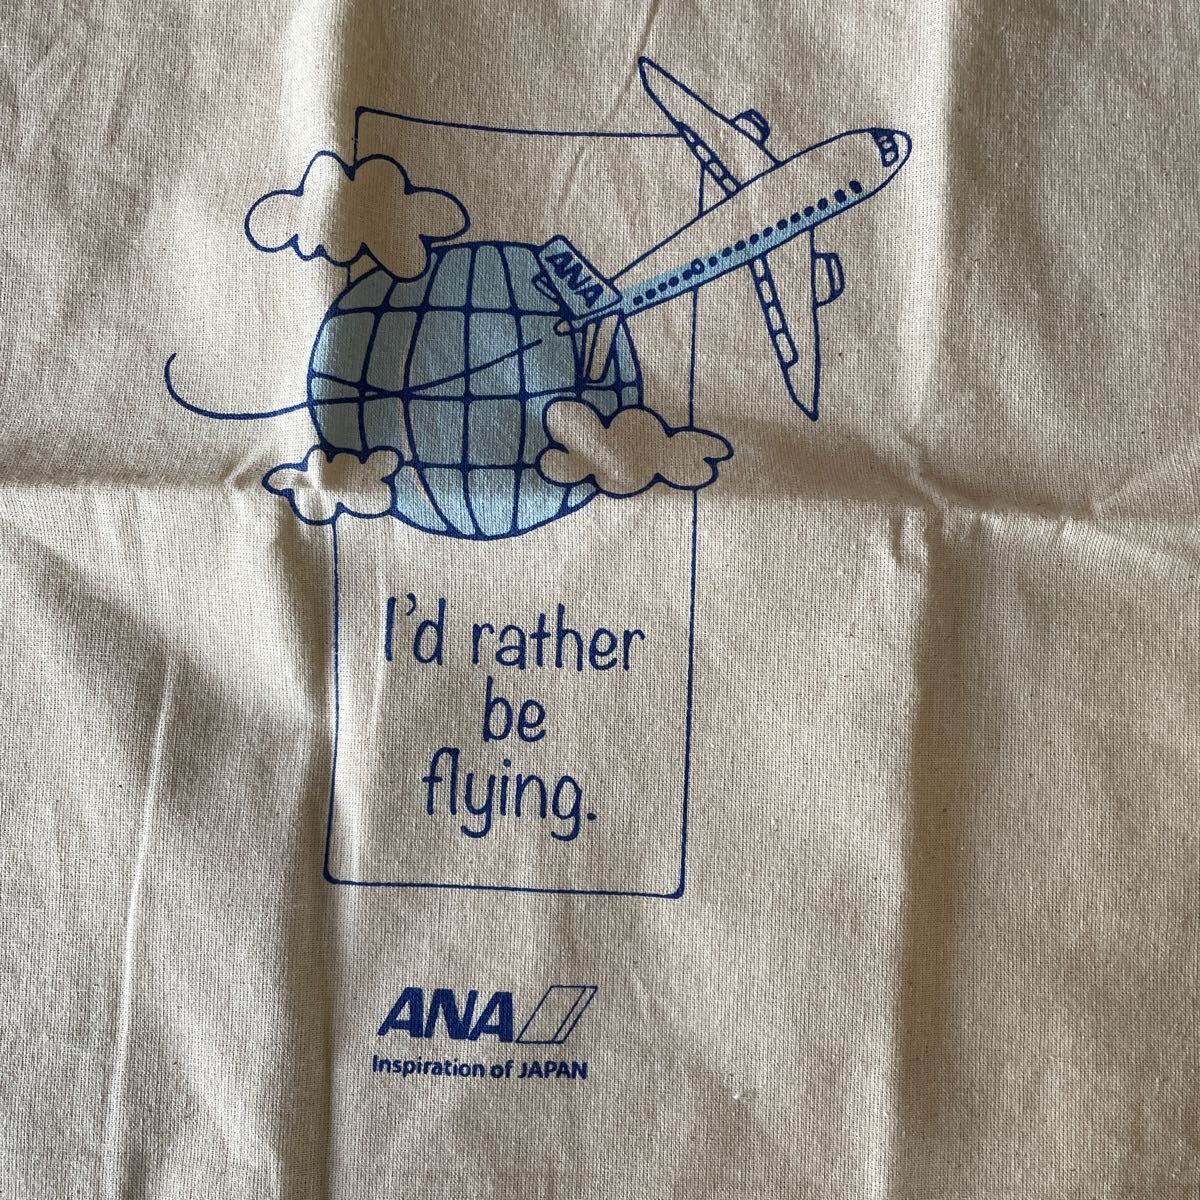 ANA
I'd rather
be
flying.
ANA
Inspiration of JAPAN